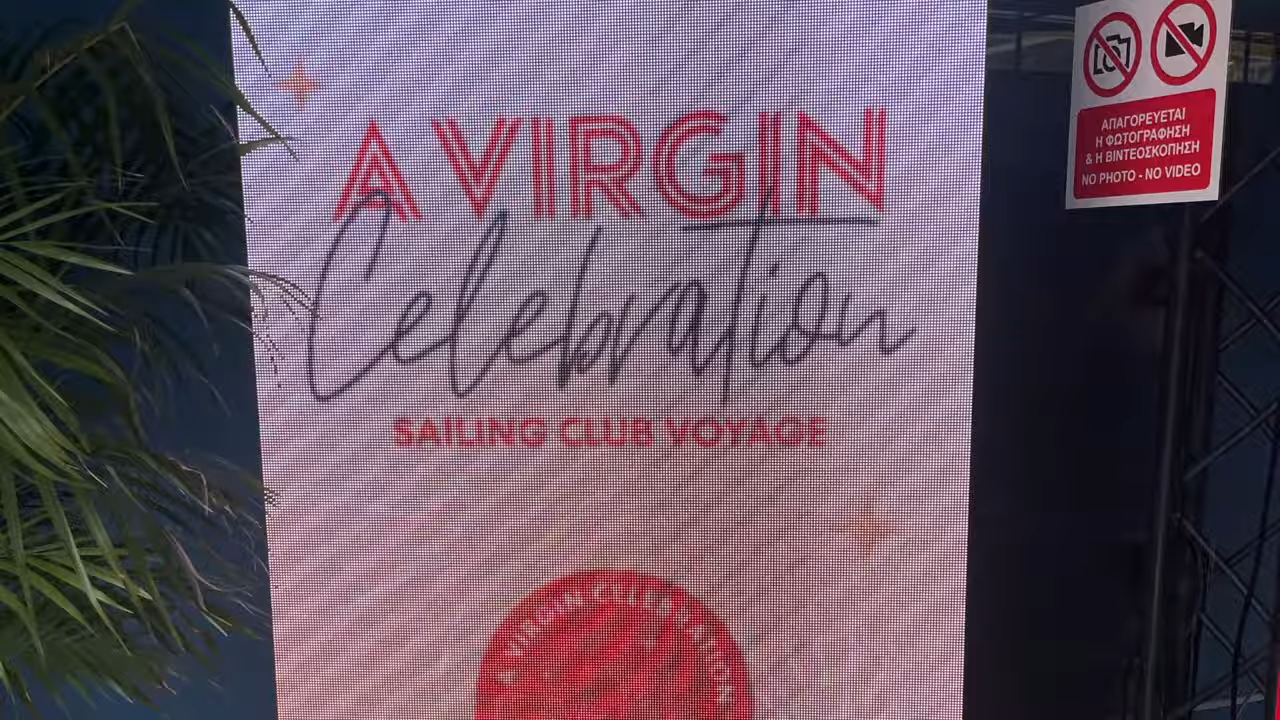 A VIRGIN
Celebration
SAILING CLUB VOYAGE
A VIRGIN CELEBRATION
ΑΠΑΓΟΡΕΥΕΤΑΙ
Η ΦΩΤΟΓΡΑΦΗΣΗ
& Η ΒΙΝΤΕΟΣΚΟΠΗΣΗ
NO PHOTO - NO VIDEO